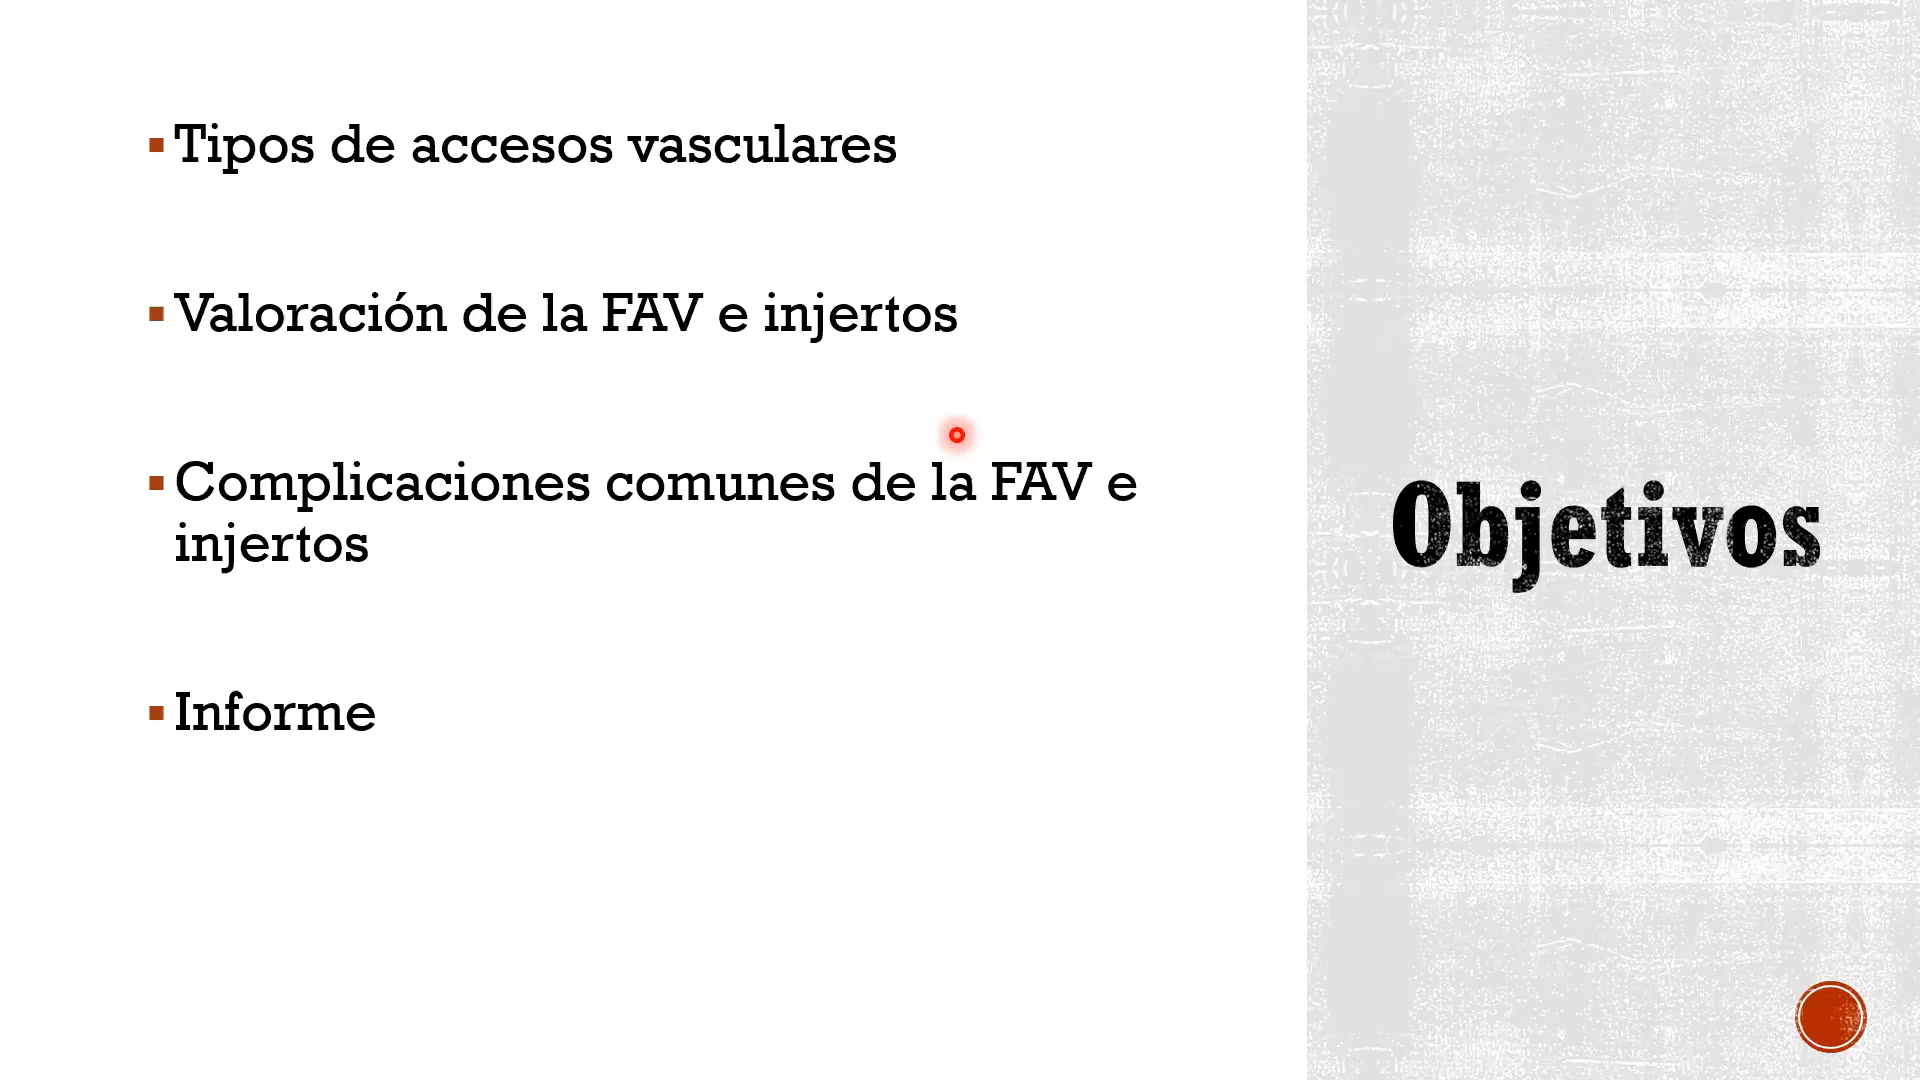 Tipos de accesos vasculares
Valoración de la FAV e injertos
Complicaciones comunes de la FAV e
injertos
Informe
Objetivos